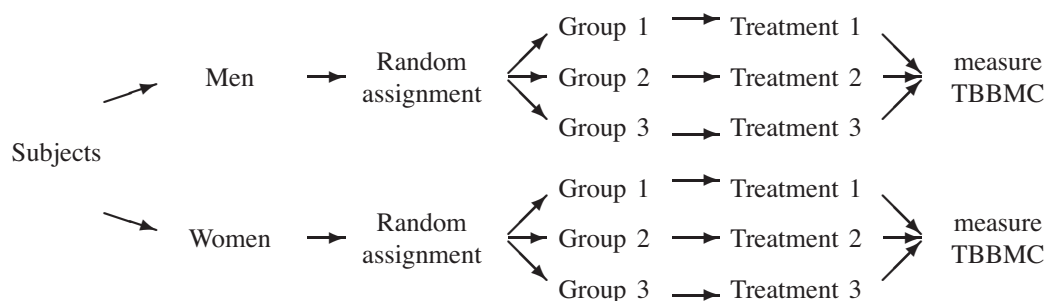 Group 1 Treatment 1
Men Random assignment Group 2 Treatment 2 measure TBBMC
Group 3 Treatment 3
Subjects
Group 1 Treatment 1
Women Random assignment Group 2 Treatment 2 measure TBBMC
Group 3 Treatment 3